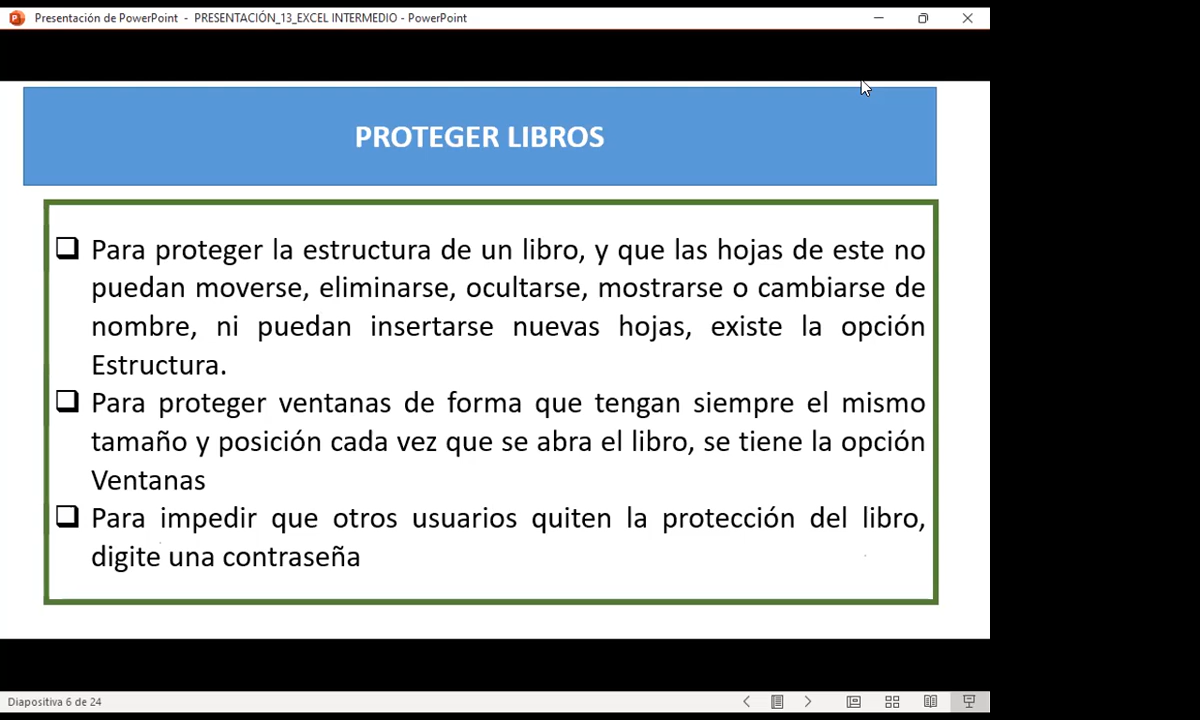 Presentación de PowerPoint - PRESENTACIÓN_13_EXCEL INTERMEDIO - PowerPoint
PROTEGER LIBROS
Para proteger la estructura de un libro, y que las hojas de este no
puedan moverse, eliminarse, ocultarse, mostrarse o cambiarse de
nombre, ni puedan insertarse nuevas hojas, existe la opción
Estructura.
Para proteger ventanas de forma que tengan siempre el mismo
tamaño y posición cada vez que se abra el libro, se tiene la opción
Ventanas
Para impedir que otros usuarios quiten la protección del libro,
digite una contraseña
Diapositiva 6 de 24